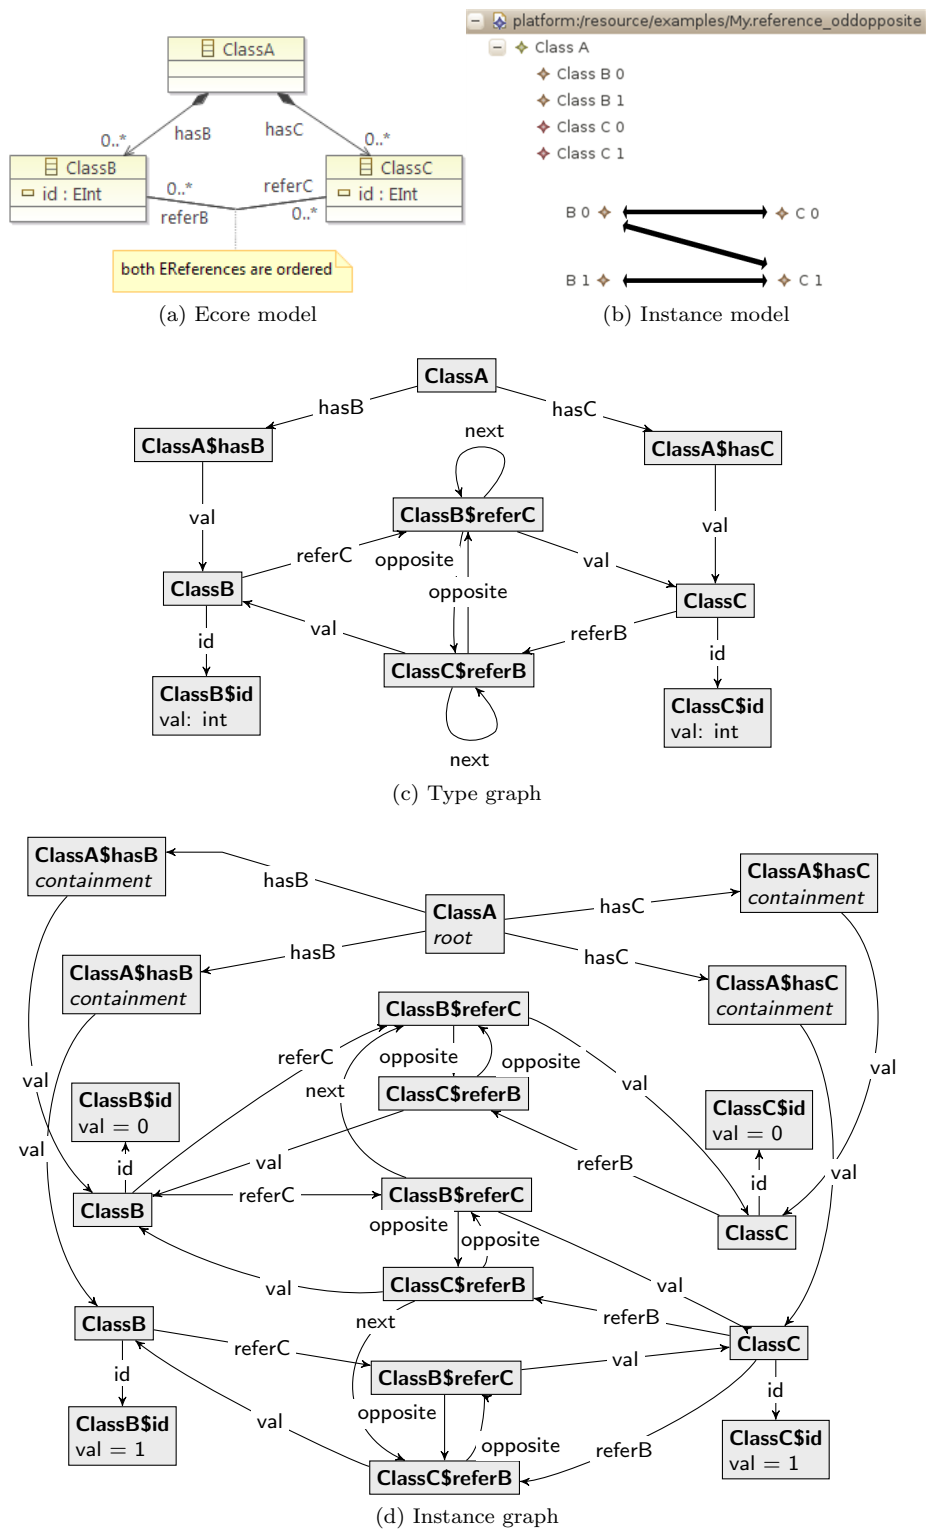 ClassA
hasB
hasC
0..*
0..*
ClassB
id : EInt
ClassC
id : EInt
0..*
referC
referB
0..*
both EReferences are ordered
(a) Ecore model
platform:/resource/examples/My.reference_oddopposite
Class A
Class B 0
Class B 1
Class C 0
Class C 1
B 0
C 0
B 1
C 1
(b) Instance model
ClassA
hasB
hasC
ClassA$hasB
next
ClassA$hasC
val
ClassB$referC
val
referC
opposite
val
ClassB
opposite
ClassC
id
val
referB
id
ClassC$referB
ClassB$id
val: int
ClassC$id
val: int
next
(c) Type graph
ClassA$hasB
containment
hasB
ClassA$hasC
containment
ClassA
root
hasC
hasB
hasC
ClassA$hasB
containment
ClassA$hasC
containment
ClassB$referC
referC
opposite
opposite
val
next
val
val
ClassC$referB
ClassB$id
val = 0
ClassC$id
val = 0
val
val
referB
val
id
id
referC
ClassB$referC
ClassB
opposite
opposite
ClassC
val
ClassC$referB
val
ClassB
next
referB
referC
ClassC
val
id
ClassB$referC
id
ClassB$id
val = 1
opposite
val
opposite
referB
ClassC$id
val = 1
ClassC$referB
(d) Instance graph